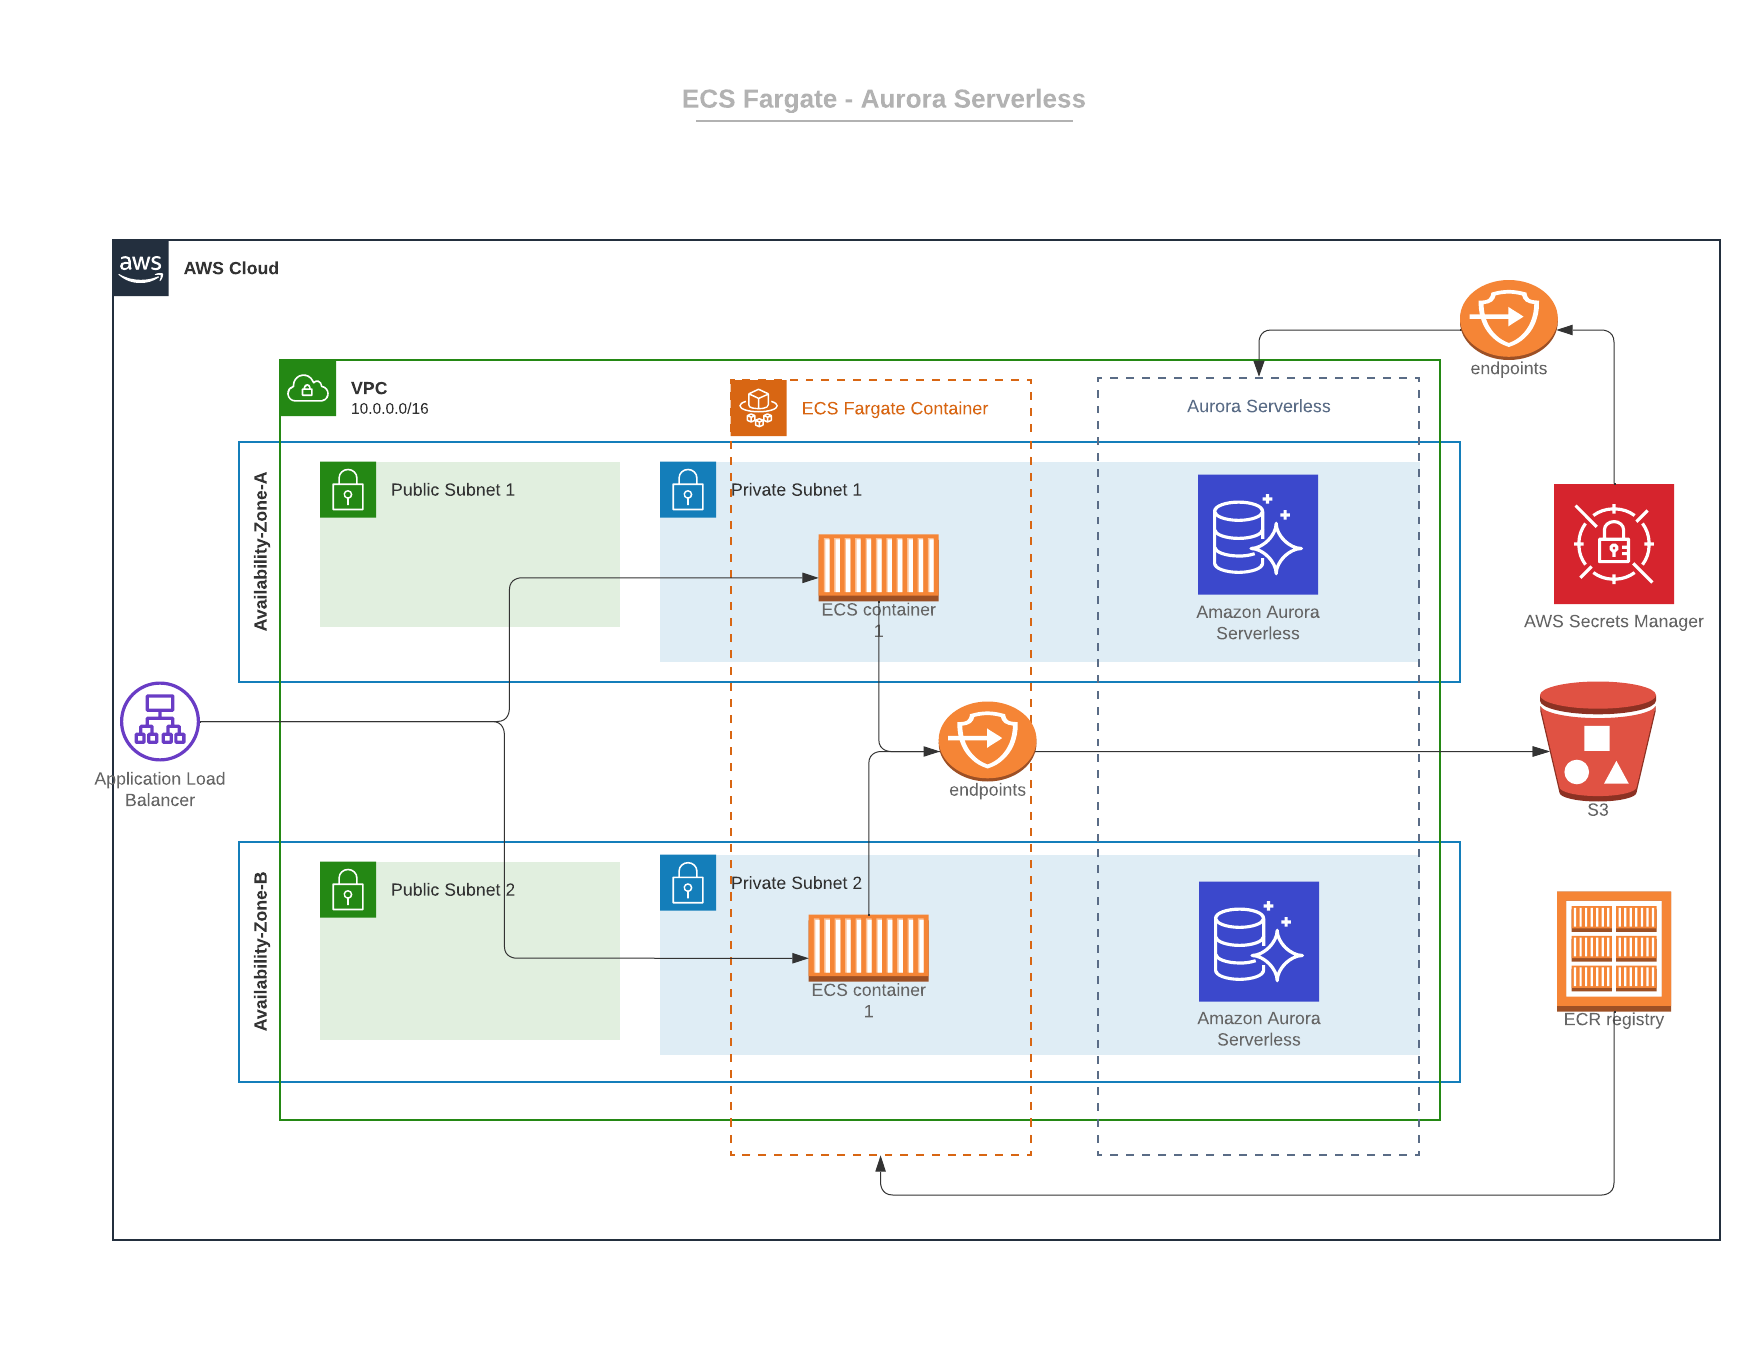 ECS Fargate - Aurora Serverless
aws
AWS Cloud
endpoints
VPC
10.0.0.0/16
ECS Fargate Container
Aurora Serverless
Availability-Zone-A
Public Subnet 1
Private Subnet 1
ECS container
1
Amazon Aurora
Serverless
AWS Secrets Manager
Application Load
Balancer
endpoints
S3
Availability-Zone-B
Public Subnet 2
Private Subnet 2
ECS container
1
Amazon Aurora
Serverless
ECR registry